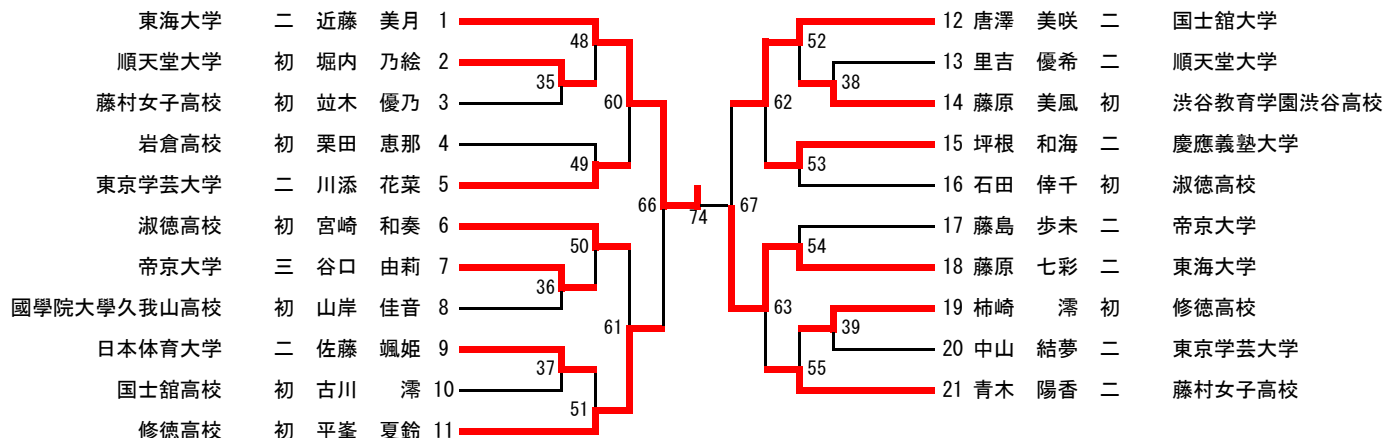 東海大学 二 近藤 美月 1
順天堂大学 初 堀内 乃絵 2
藤村女子高校 初 竝木 優乃 3
岩倉高校 初 栗田 恵那 4
東京学芸大学 二 川添 花菜 5
淑徳高校 初 宮崎 和奏 6
帝京大学 三 谷口 由莉 7
國學院大學久我山高校 初 山岸 佳音 8
日本体育大学 二 佐藤 颯姫 9
国士舘高校 初 古川 澪 10
修徳高校 初 平峯 夏鈴 11
48
35
60
49
66
50
36
61
37
51
74
12 唐澤 美咲 二 国士舘大学
13 里吉 優希 二 順天堂大学
14 藤原 美風 初 渋谷教育学園渋谷高校
15 坪根 和海 二 慶應義塾大学
16 石田 倖千 初 淑徳高校
17 藤島 歩未 二 帝京大学
18 藤原 七彩 二 東海大学
19 柿崎 澪 初 修徳高校
20 中山 結夢 二 東京学芸大学
21 青木 陽香 二 藤村女子高校
52
38
62
53
67
54
63
39
55